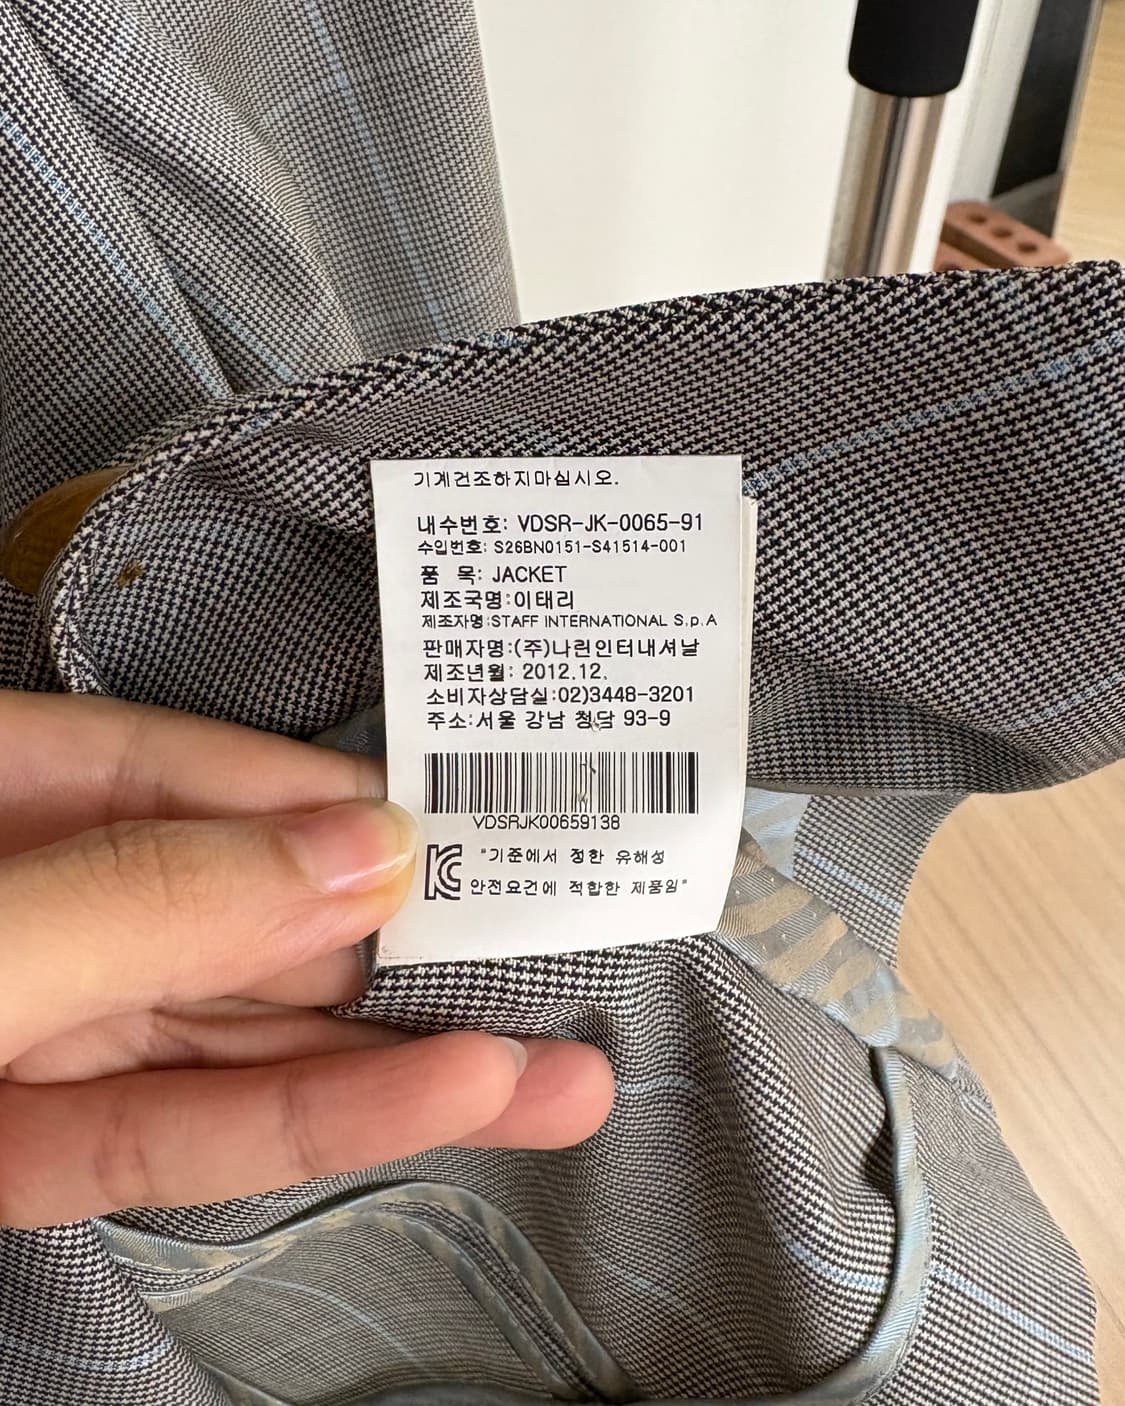 기계건조하지마십시오.
내수번호: VDSR-JK-0065-91
수입번호: S26BN0151-S41514-001
품 목: JACKET
제조국명:이태리
제조자명:STAFF INTERNATIONAL S.p.A
판매자명:(주)나린인터내셔날
제조년월: 2012.12.
소비자상담실:02)3448-3201
주소:서울 강남 청담 93-9
VDSRJK00659138
"기준에서 정한 유해성
안전요건에 적합한 제품임"